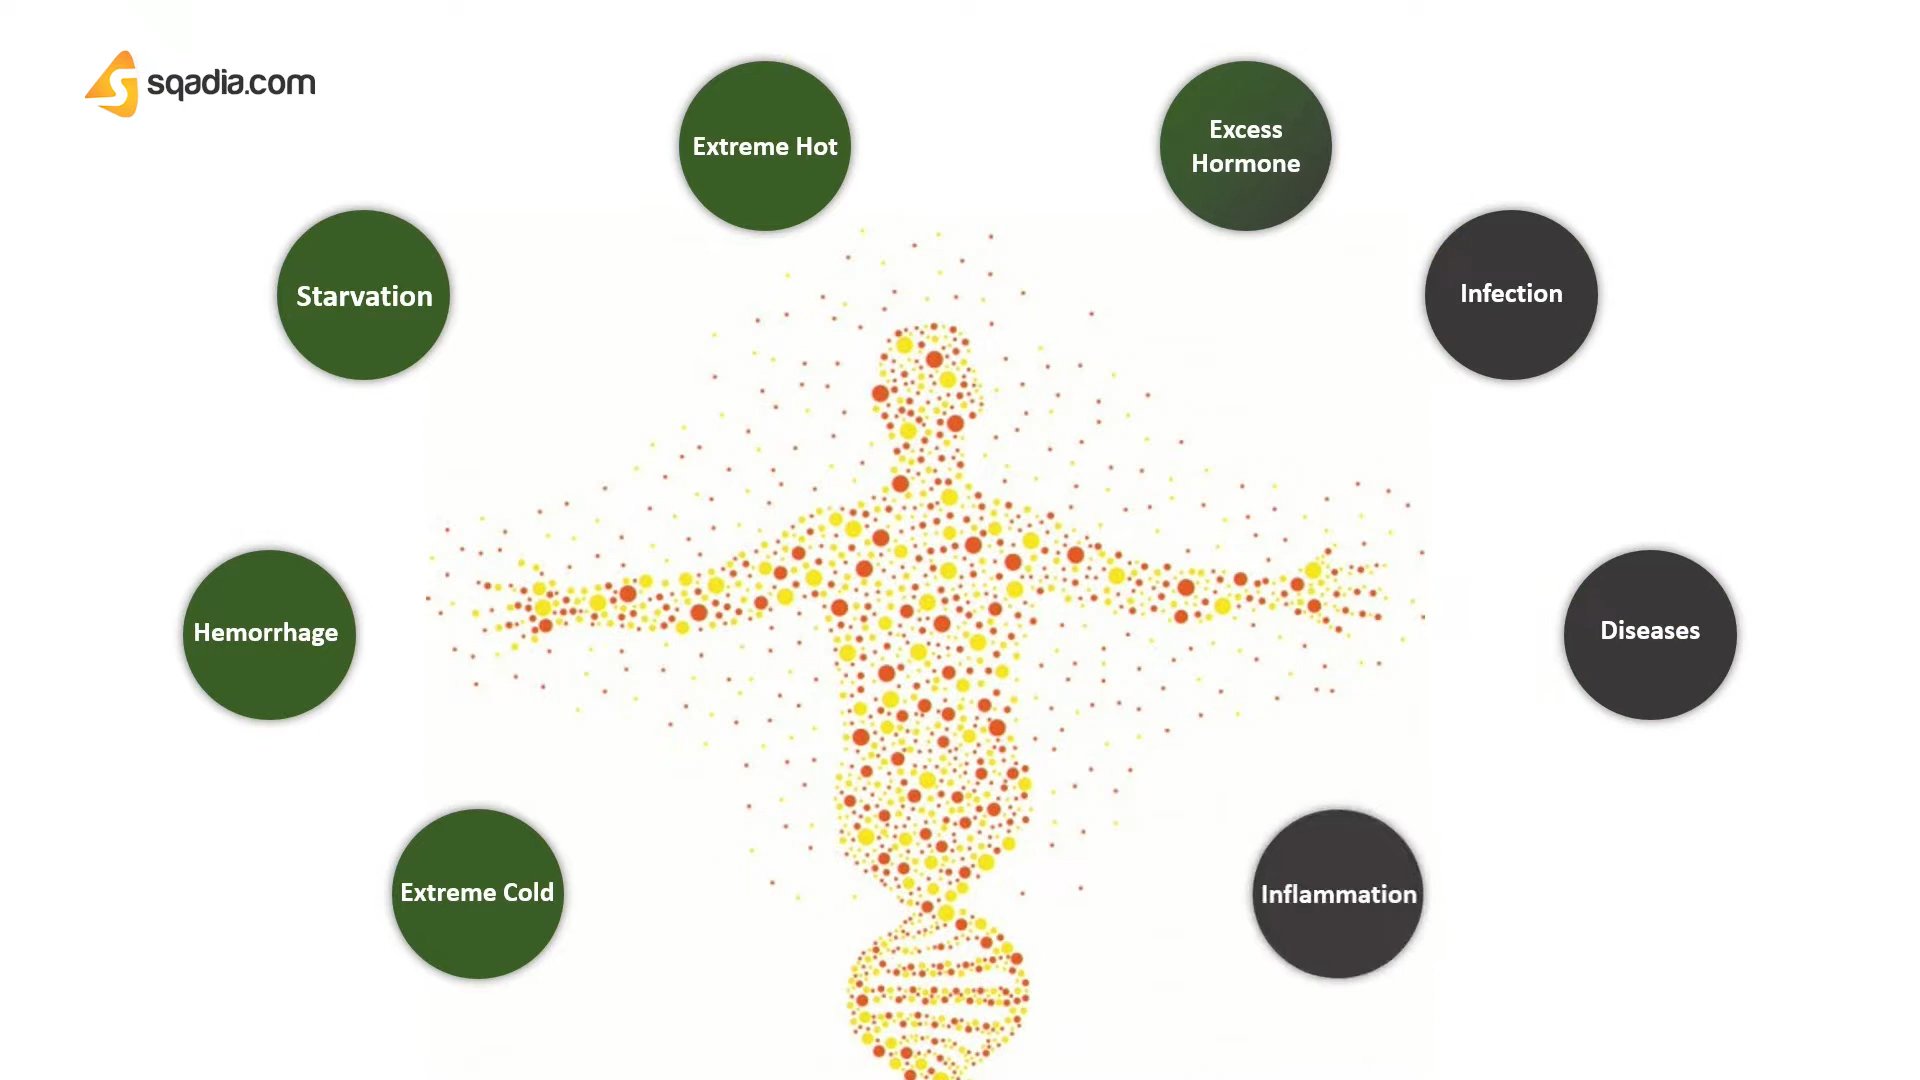 sqadia.com
Extreme Hot
Excess
Hormone
Starvation
Infection
Hemorrhage
Diseases
Extreme Cold
Inflammation